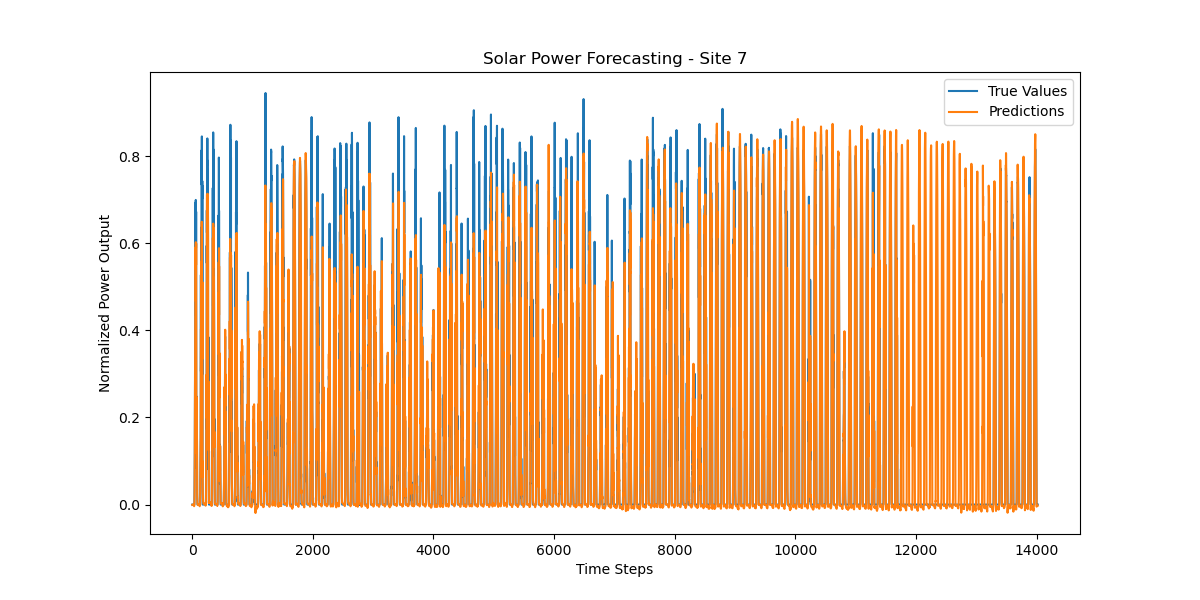 Solar Power Forecasting - Site 7
True Values
Predictions
Normalized Power Output
0.8
0.6
0.4
0.2
0.0
0 2000 4000 6000 8000 10000 12000 14000
Time Steps